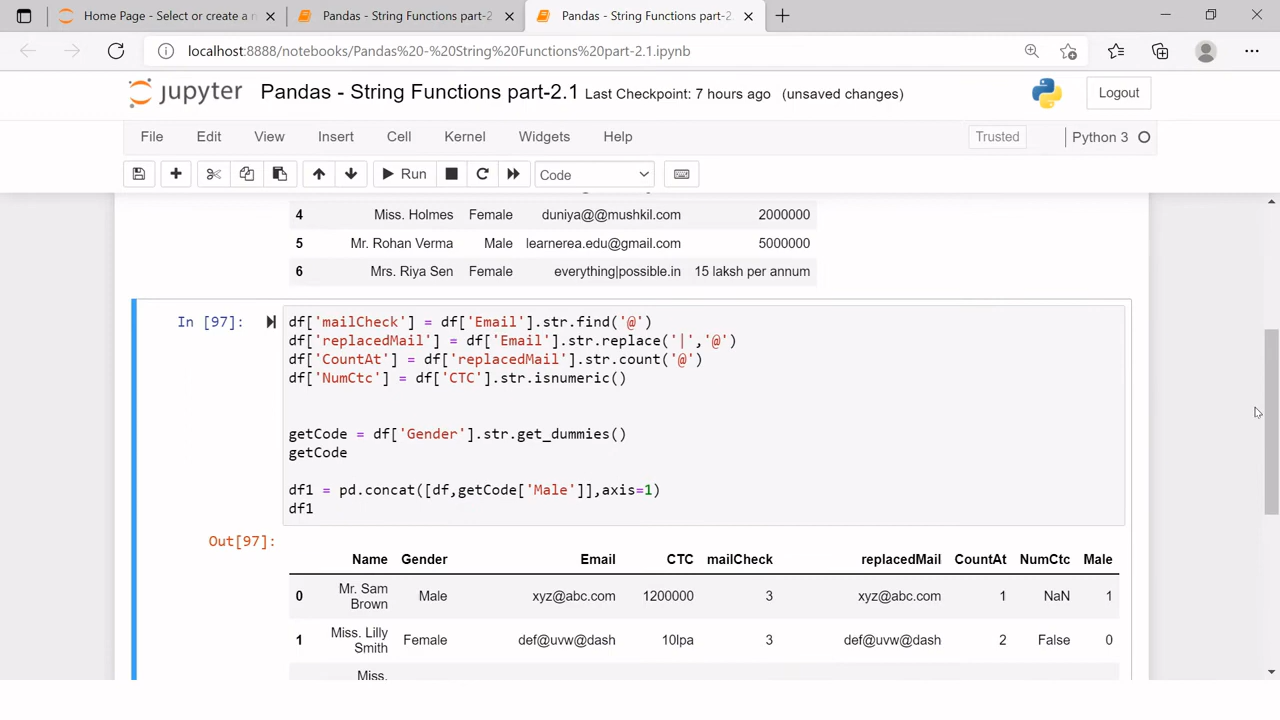 Home Page - Select or create a n
Pandas - String Functions part-2
Pandas - String Functions part-2.
localhost:8888/notebooks/Pandas%20-%20String%20Functions%20part-2.1.ipynb
jupyter
Pandas - String Functions part-2.1 Last Checkpoint: 7 hours ago (unsaved changes)
Logout
File Edit View Insert Cell Kernel Widgets Help
Trusted
Python 3
Run
Code
4 Miss. Holmes Female duniya@@mushkil.com 2000000
5 Mr. Rohan Verma Male learnerea.edu@gmail.com 5000000
6 Mrs. Riya Sen Female everything|possible.in 15 laksh per annum
In [97]:
df['mailCheck'] = df['Email'].str.find('@')
df['replacedMail'] = df['Email'].str.replace('|','@')
df['CountAt'] = df['replacedMail'].str.count('@')
df['NumCtc'] = df['CTC'].str.isnumeric()
getCode = df['Gender'].str.get_dummies()
getCode
df1 = pd.concat([df,getCode['Male']],axis=1)
df1
Out[97]:
Name Gender Email CTC mailCheck replacedMail CountAt NumCtc Male
0 Mr. Sam Brown Male xyz@abc.com 1200000 3 xyz@abc.com 1 NaN 1
1 Miss. Lilly Smith Female def@uvw@dash 10lpa 3 def@uvw@dash 2 False 0
Miss.